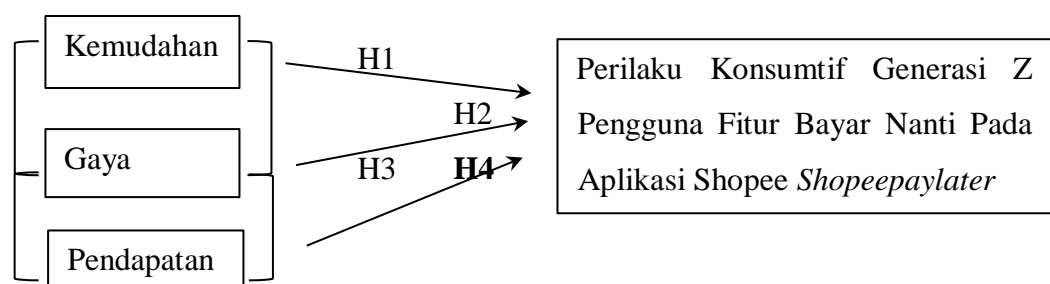 Kemudahan
H1
H2
Gaya
H3
H4
Pendapatan
Perilaku Konsumtif Generasi Z
Pengguna Fitur Bayar Nanti Pada
Aplikasi Shopee Shopeepaylater